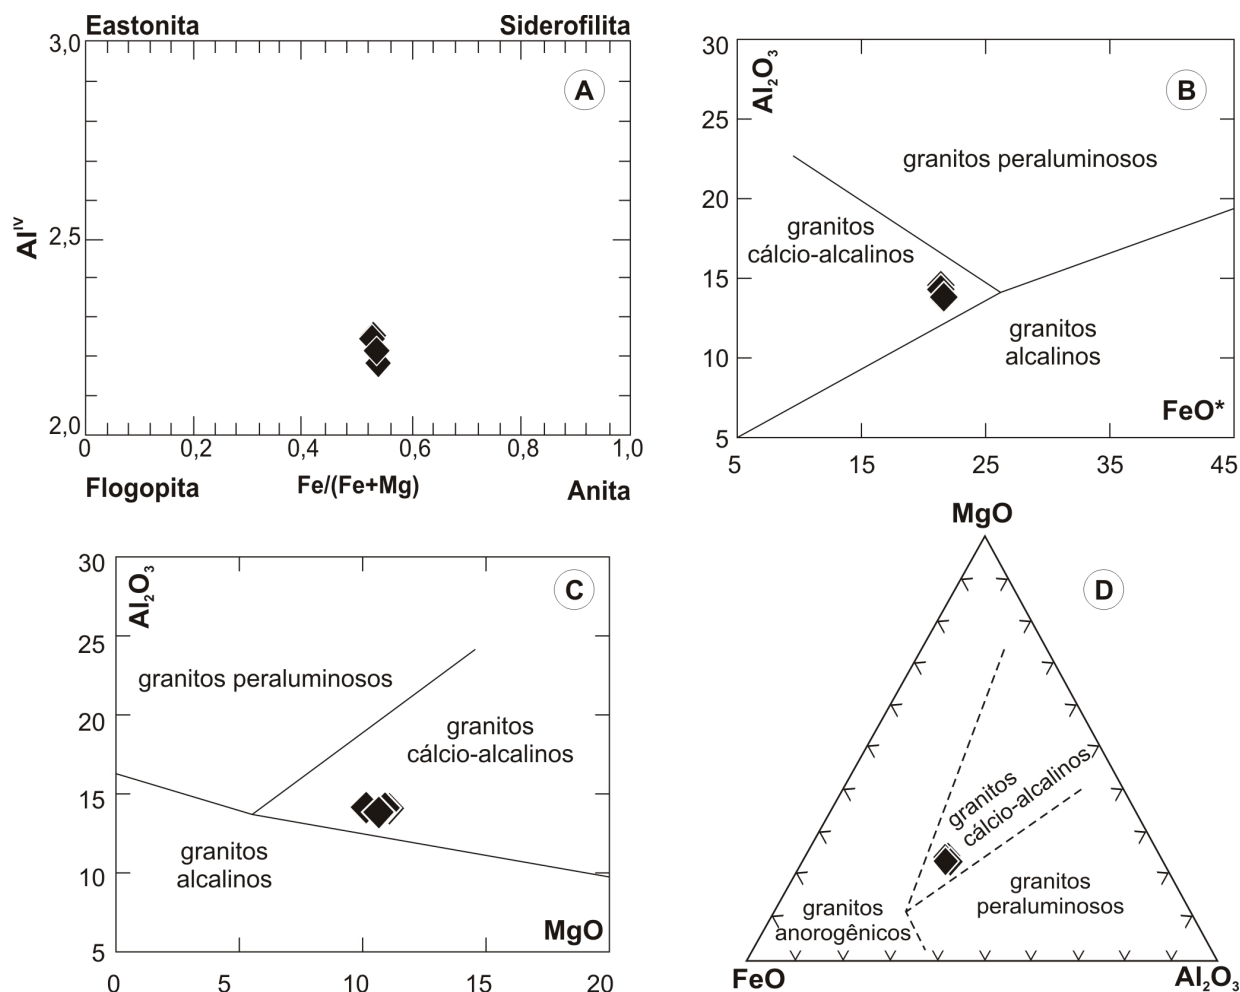 Eastonita Siderofilita
3,0
A
Al^IV
2,5
2,0
0 0,2 0,4 0,6 0,8 1,0
Flogopita Fe/(Fe+Mg) Anita
30
Al₂O₃
B
25
granitos peraluminosos
20
granitos
cálcio-alcalinos
15
granitos
alcalinos
10
FeO*
5
5 15 25 35 45
30
Al₂O₃
C
25
granitos peraluminosos
20
granitos
cálcio-alcalinos
15
granitos
alcalinos
10
MgO
5
0 5 10 15 20
MgO
D
granitos
cálcio-alcalinos
granitos
peraluminosos
granitos
anorogênicos
FeO Al₂O₃